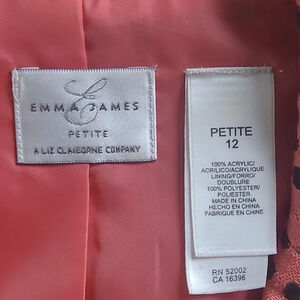 E
EMMA JAMES
PETITE
A LIZ CLAIBORNE COMPANY
PETITE
12
100% ACRYLIC/
ACRILICO/ACRYLIQUE
LINING/FORRO/
DOUBLURE
100% POLYESTER/
POLIESTER
MADE IN CHINA
HECHO EN CHINA
FABRIQUE EN CHINE
RN 52002
CA 16396